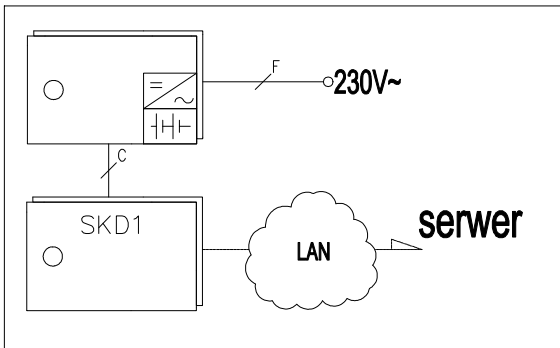 F
230V~
=
~
C
SKD1
LAN
serwer